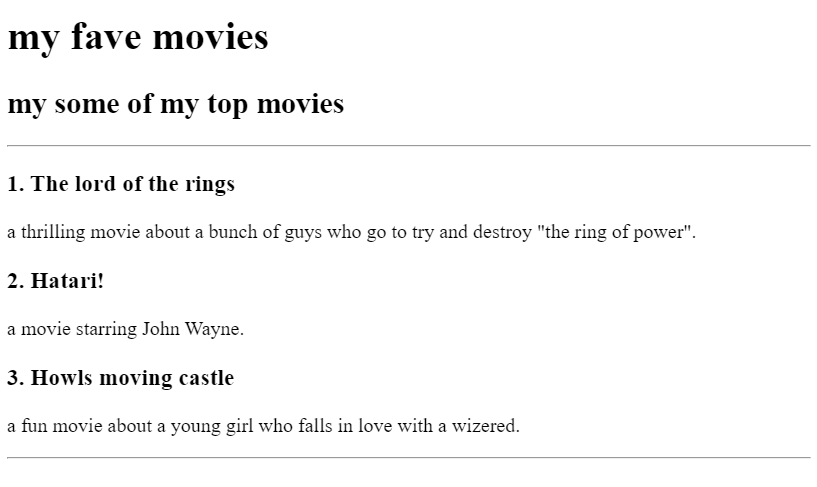 my fave movies
my some of my top movies
1. The lord of the rings
a thrilling movie about a bunch of guys who go to try and destroy "the ring of power".
2. Hatari!
a movie starring John Wayne.
3. Howls moving castle
a fun movie about a young girl who falls in love with a wizered.